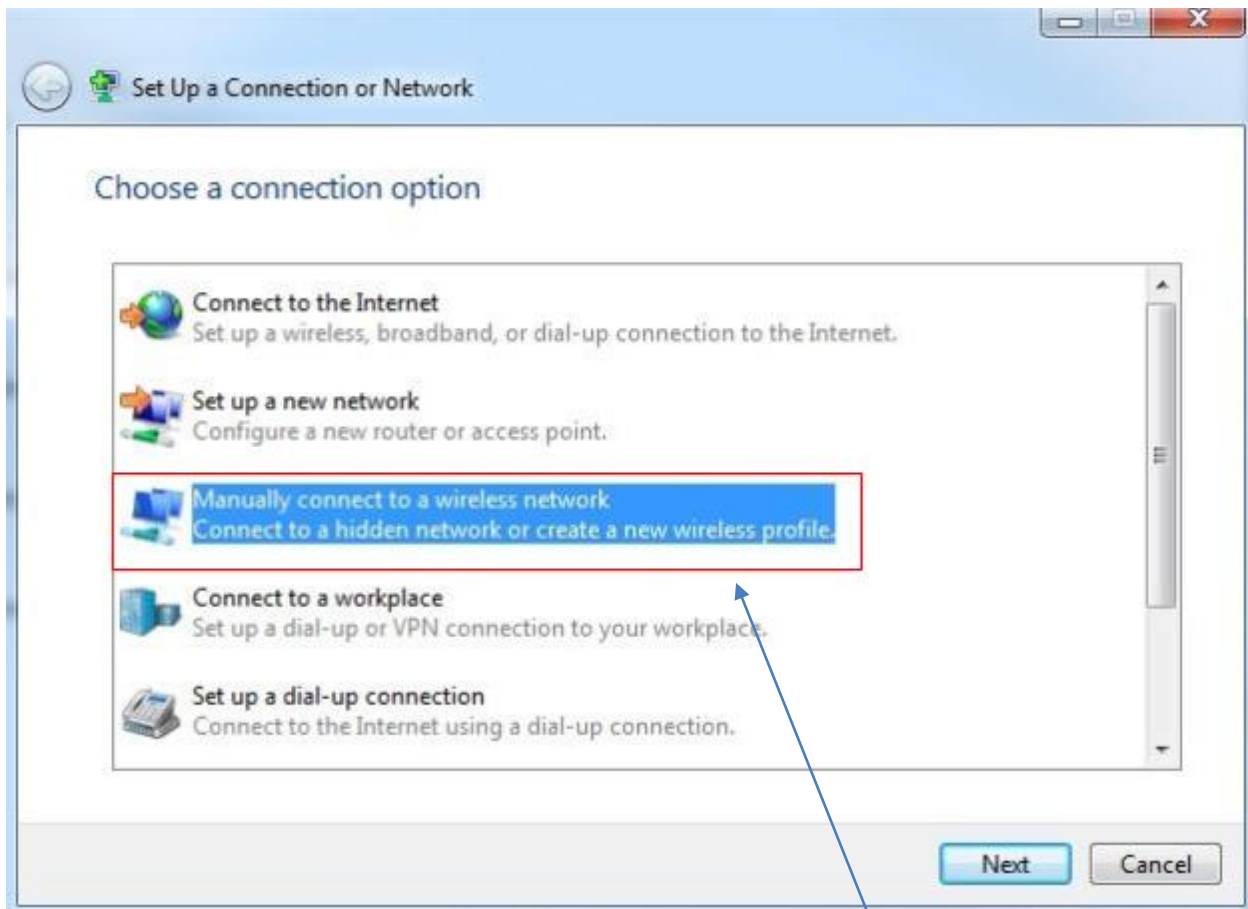 Set Up a Connection or Network
Choose a connection option
Connect to the Internet
Set up a wireless, broadband, or dial-up connection to the Internet.
Set up a new network
Configure a new router or access point.
Manually connect to a wireless network
Connect to a hidden network or create a new wireless profile.
Connect to a workplace
Set up a dial-up or VPN connection to your workplace.
Set up a dial-up connection
Connect to the Internet using a dial-up connection.
Next Cancel